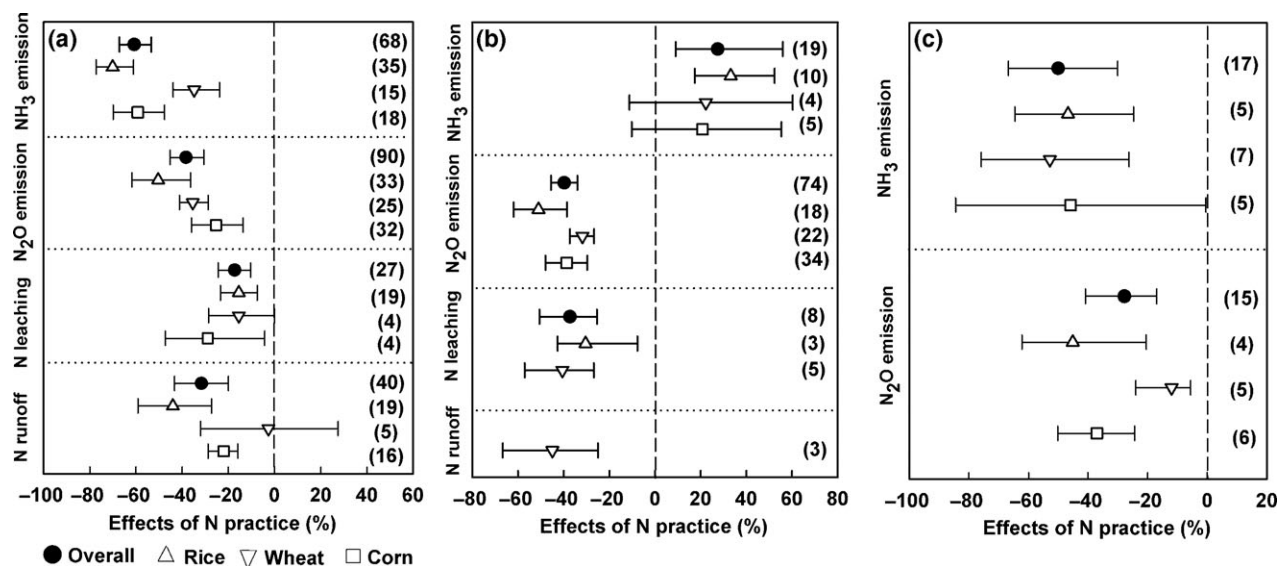 (a)
NH₃ emission
(68)
(35)
(15)
(18)
N₂O emission
(90)
(33)
(25)
(32)
N leaching
(27)
(19)
(4)
(4)
N runoff
(40)
(19)
(5)
(16)
−100 −80 −60 −40 −20 0 20 40 60
Effects of N practice (%)
(b)
NH₃ emission
(19)
(10)
(4)
(5)
N₂O emission
(74)
(18)
(22)
(34)
N leaching
(8)
(3)
(5)
N runoff
(3)
−80 −60 −40 −20 0 20 40 60 80
Effects of N practice (%)
(c)
NH₃ emission
(17)
(5)
(7)
(5)
N₂O emission
(15)
(4)
(5)
(6)
−100 −80 −60 −40 −20 0 20
Effects of N practice (%)
Overall Rice Wheat Corn